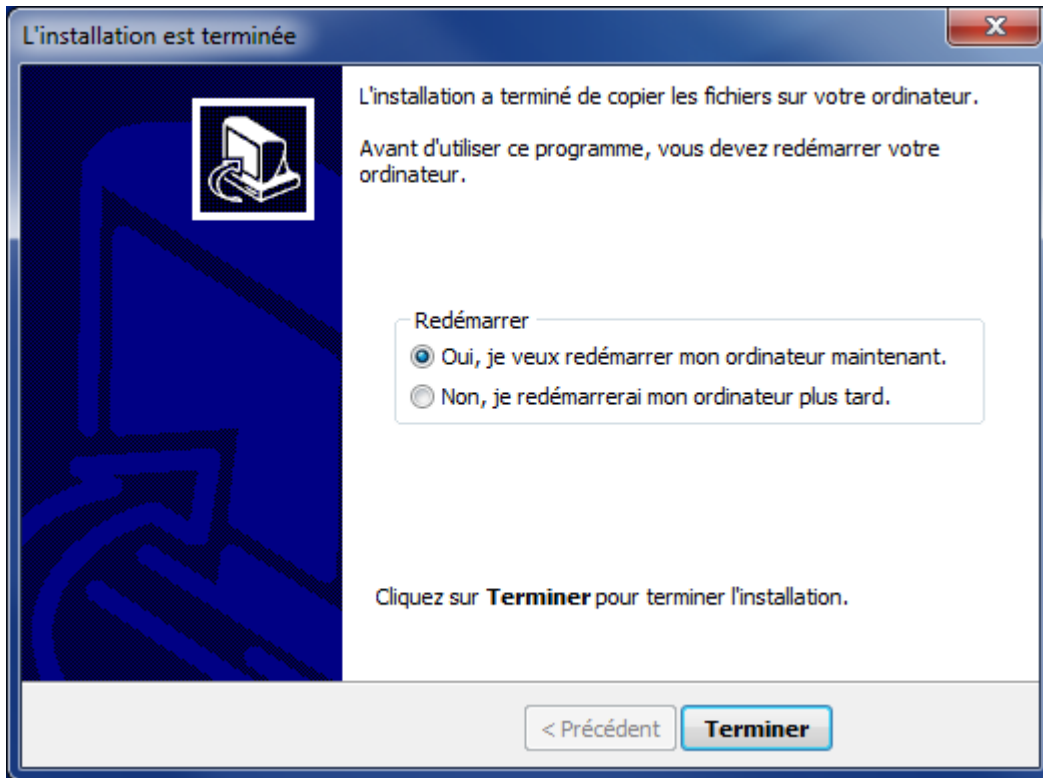 L'installation est terminée
L'installation a terminé de copier les fichiers sur votre ordinateur.
Avant d'utiliser ce programme, vous devez redémarrer votre
ordinateur.
Redémarrer
Oui, je veux redémarrer mon ordinateur maintenant.
Non, je redémarrerai mon ordinateur plus tard.
Cliquez sur Terminer pour terminer l'installation.
< Précédent Terminer